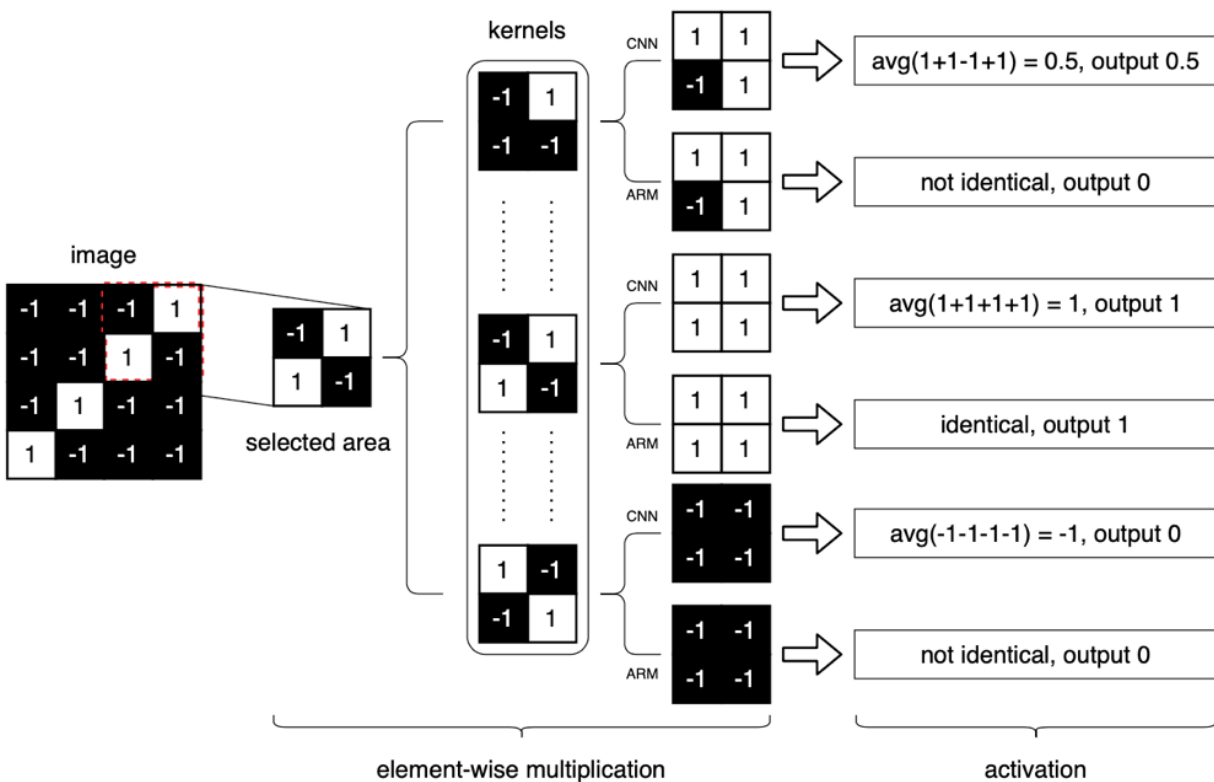 kernels
CNN
1 1
-1 1
avg(1+1-1+1) = 0.5, output 0.5
-1 1
-1 -1
ARM
1 1
-1 1
not identical, output 0
image
-1 -1 -1 1
-1 -1 1 -1
-1 1 -1 -1
1 -1 -1 -1
-1 1
1 -1
selected area
CNN
1 1
1 1
avg(1+1+1+1) = 1, output 1
-1 1
1 -1
ARM
1 1
1 1
identical, output 1
CNN
-1 -1
-1 -1
avg(-1-1-1-1) = -1, output 0
1 -1
-1 1
ARM
-1 -1
-1 -1
not identical, output 0
element-wise multiplication
activation